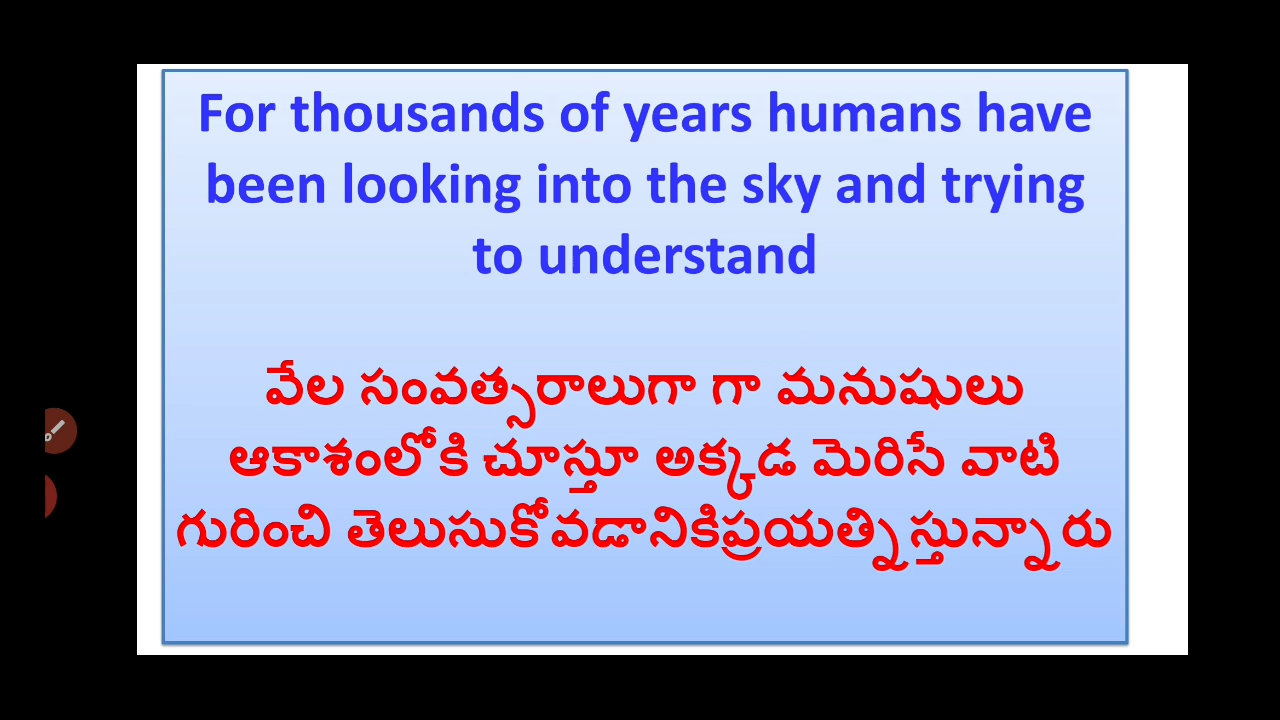 For thousands of years humans have
been looking into the sky and trying
to understand
వేల సంవత్సరాలుగా గా మనుషులు
ఆకాశంలోకి చూస్తూ అక్కడ మెరిసే వాటి
గురించి తెలుసుకోవడానికిప్రయత్నిస్తున్నారు